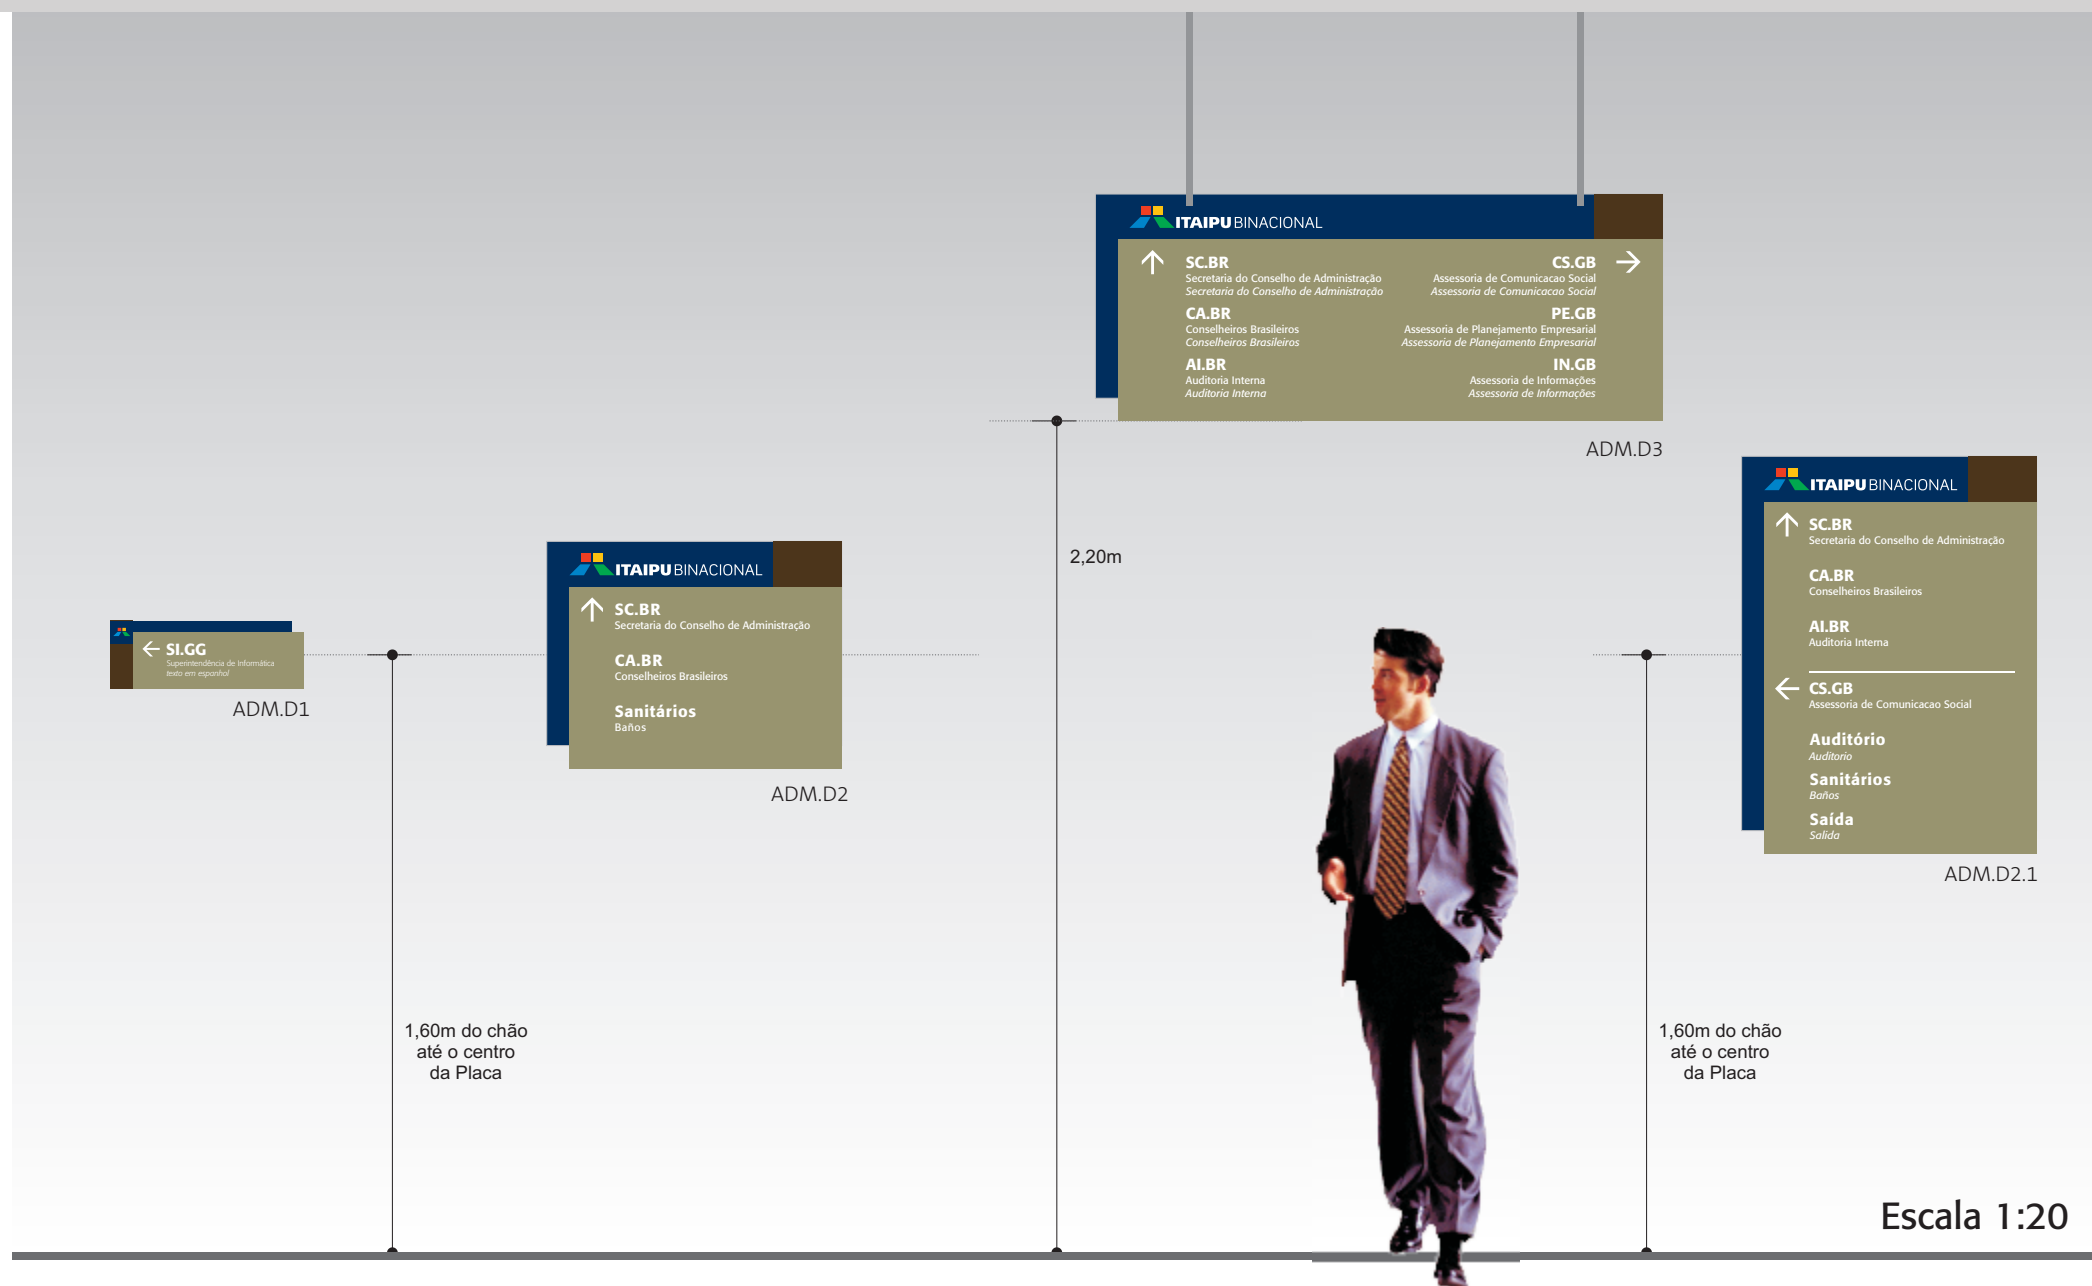 ITAIPU BINACIONAL
SC.BR
Secretaria do Conselho de Administração
Secretaria do Conselho de Administração
CA.BR
Conselheiros Brasileiros
Conselheiros Brasileiros
AI.BR
Auditoria Interna
Auditoria Interna
CS.GB
Assessoria de Comunicacao Social
Assessoria de Comunicacao Social
PE.GB
Assessoria de Planejamento Empresarial
Assessoria de Planejamento Empresarial
IN.GB
Assessoria de Informações
Assessoria de Informações
ADM.D3
2,20m
SI.GG
Superintendência de Informática
texto em espanhol
ADM.D1
1,60m do chão
até o centro
da Placa
ITAIPU BINACIONAL
SC.BR
Secretaria do Conselho de Administração
CA.BR
Conselheiros Brasileiros
Sanitários
Baños
ADM.D2
ITAIPU BINACIONAL
SC.BR
Secretaria do Conselho de Administração
CA.BR
Conselheiros Brasileiros
AI.BR
Auditoria Interna
CS.GB
Assessoria de Comunicacao Social
Auditório
Auditorio
Sanitários
Baños
Saída
Salida
ADM.D2.1
1,60m do chão
até o centro
da Placa
Escala 1:20